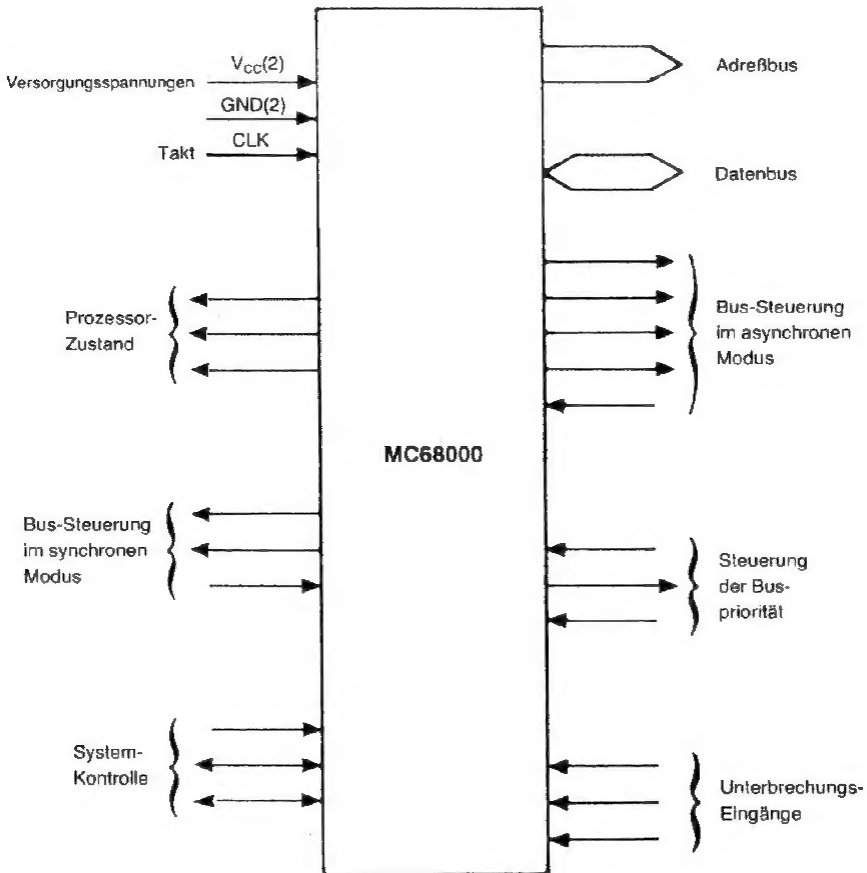 Versorgungsspannungen
V_CC(2)
GND(2)
Takt
CLK
Adreßbus
Datenbus
Prozessor-
Zustand
Bus-Steuerung
im asynchronen
Modus
MC68000
Bus-Steuerung
im synchronen
Modus
Steuerung
der Bus-
priorität
System-
Kontrolle
Unterbrechungs-
Eingänge